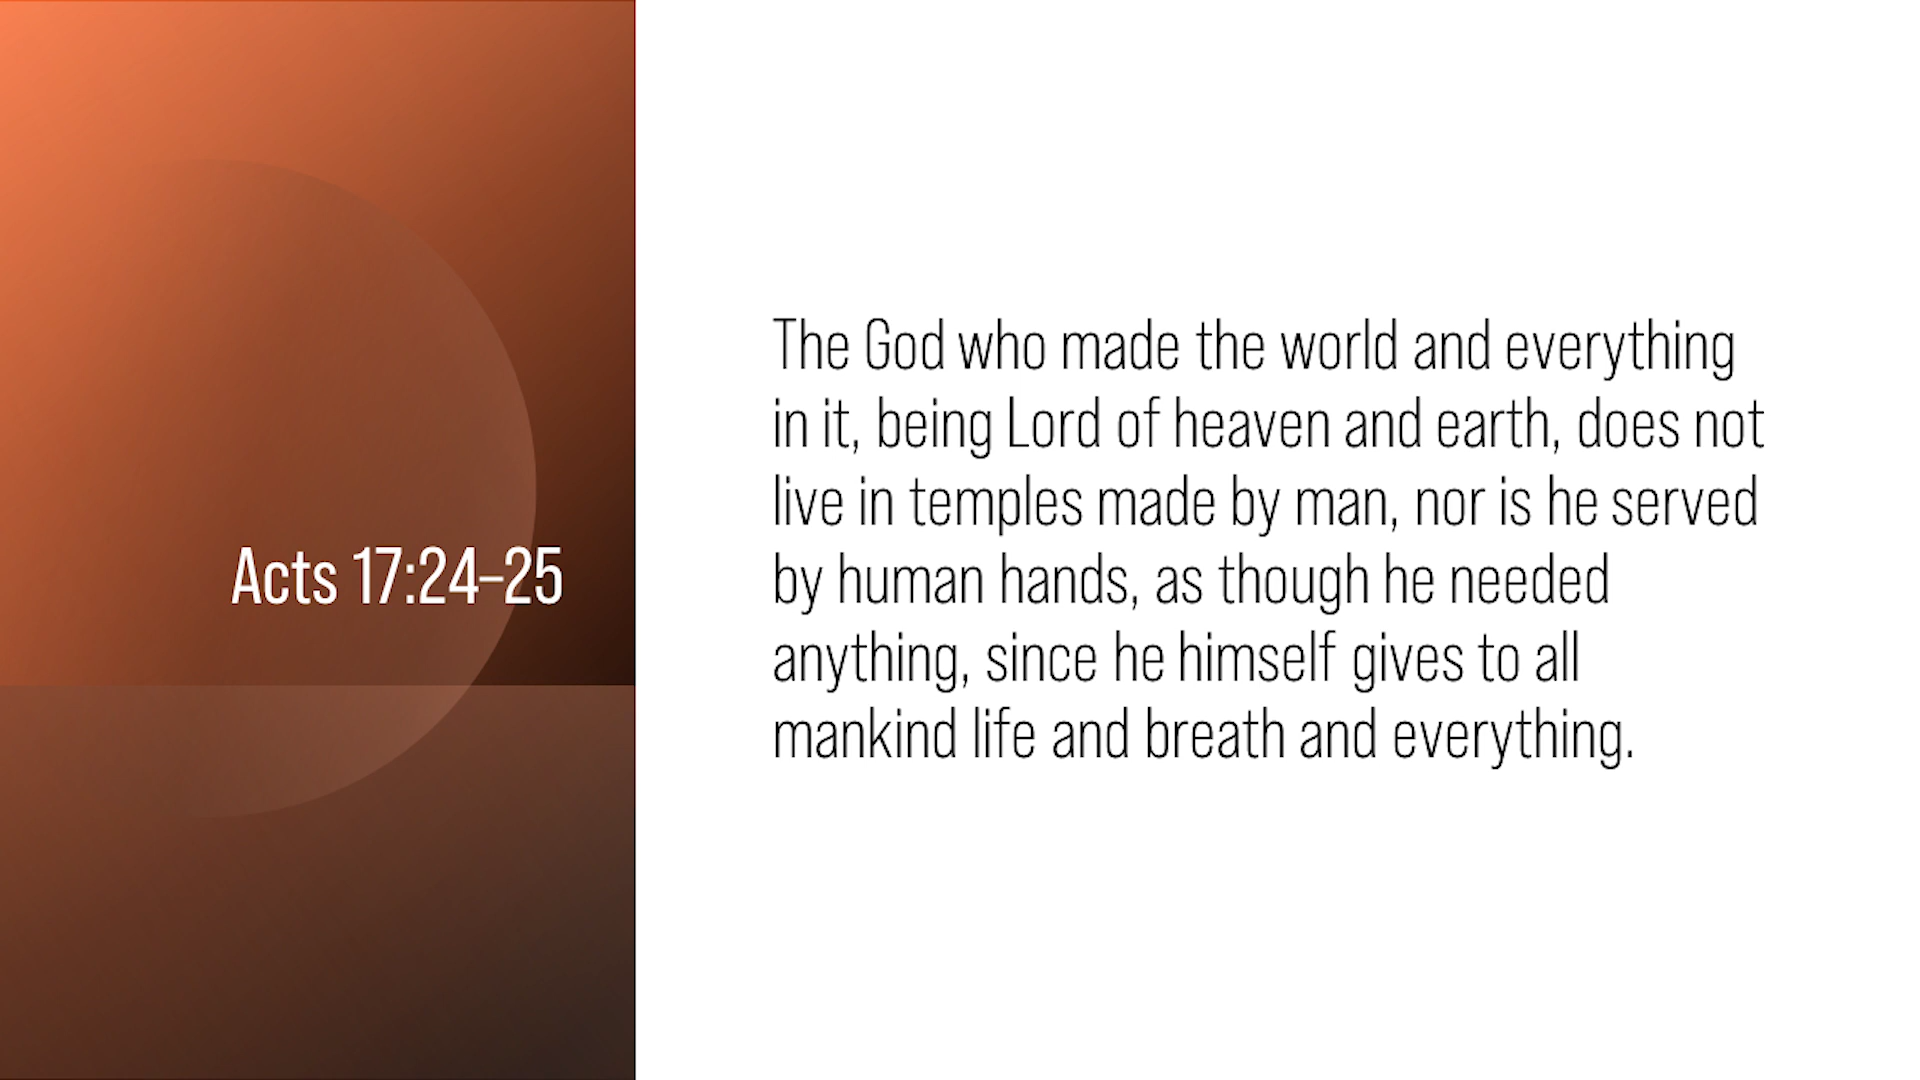 Acts 17:24–25
The God who made the world and everything
in it, being Lord of heaven and earth, does not
live in temples made by man, nor is he served
by human hands, as though he needed
anything, since he himself gives to all
mankind life and breath and everything.